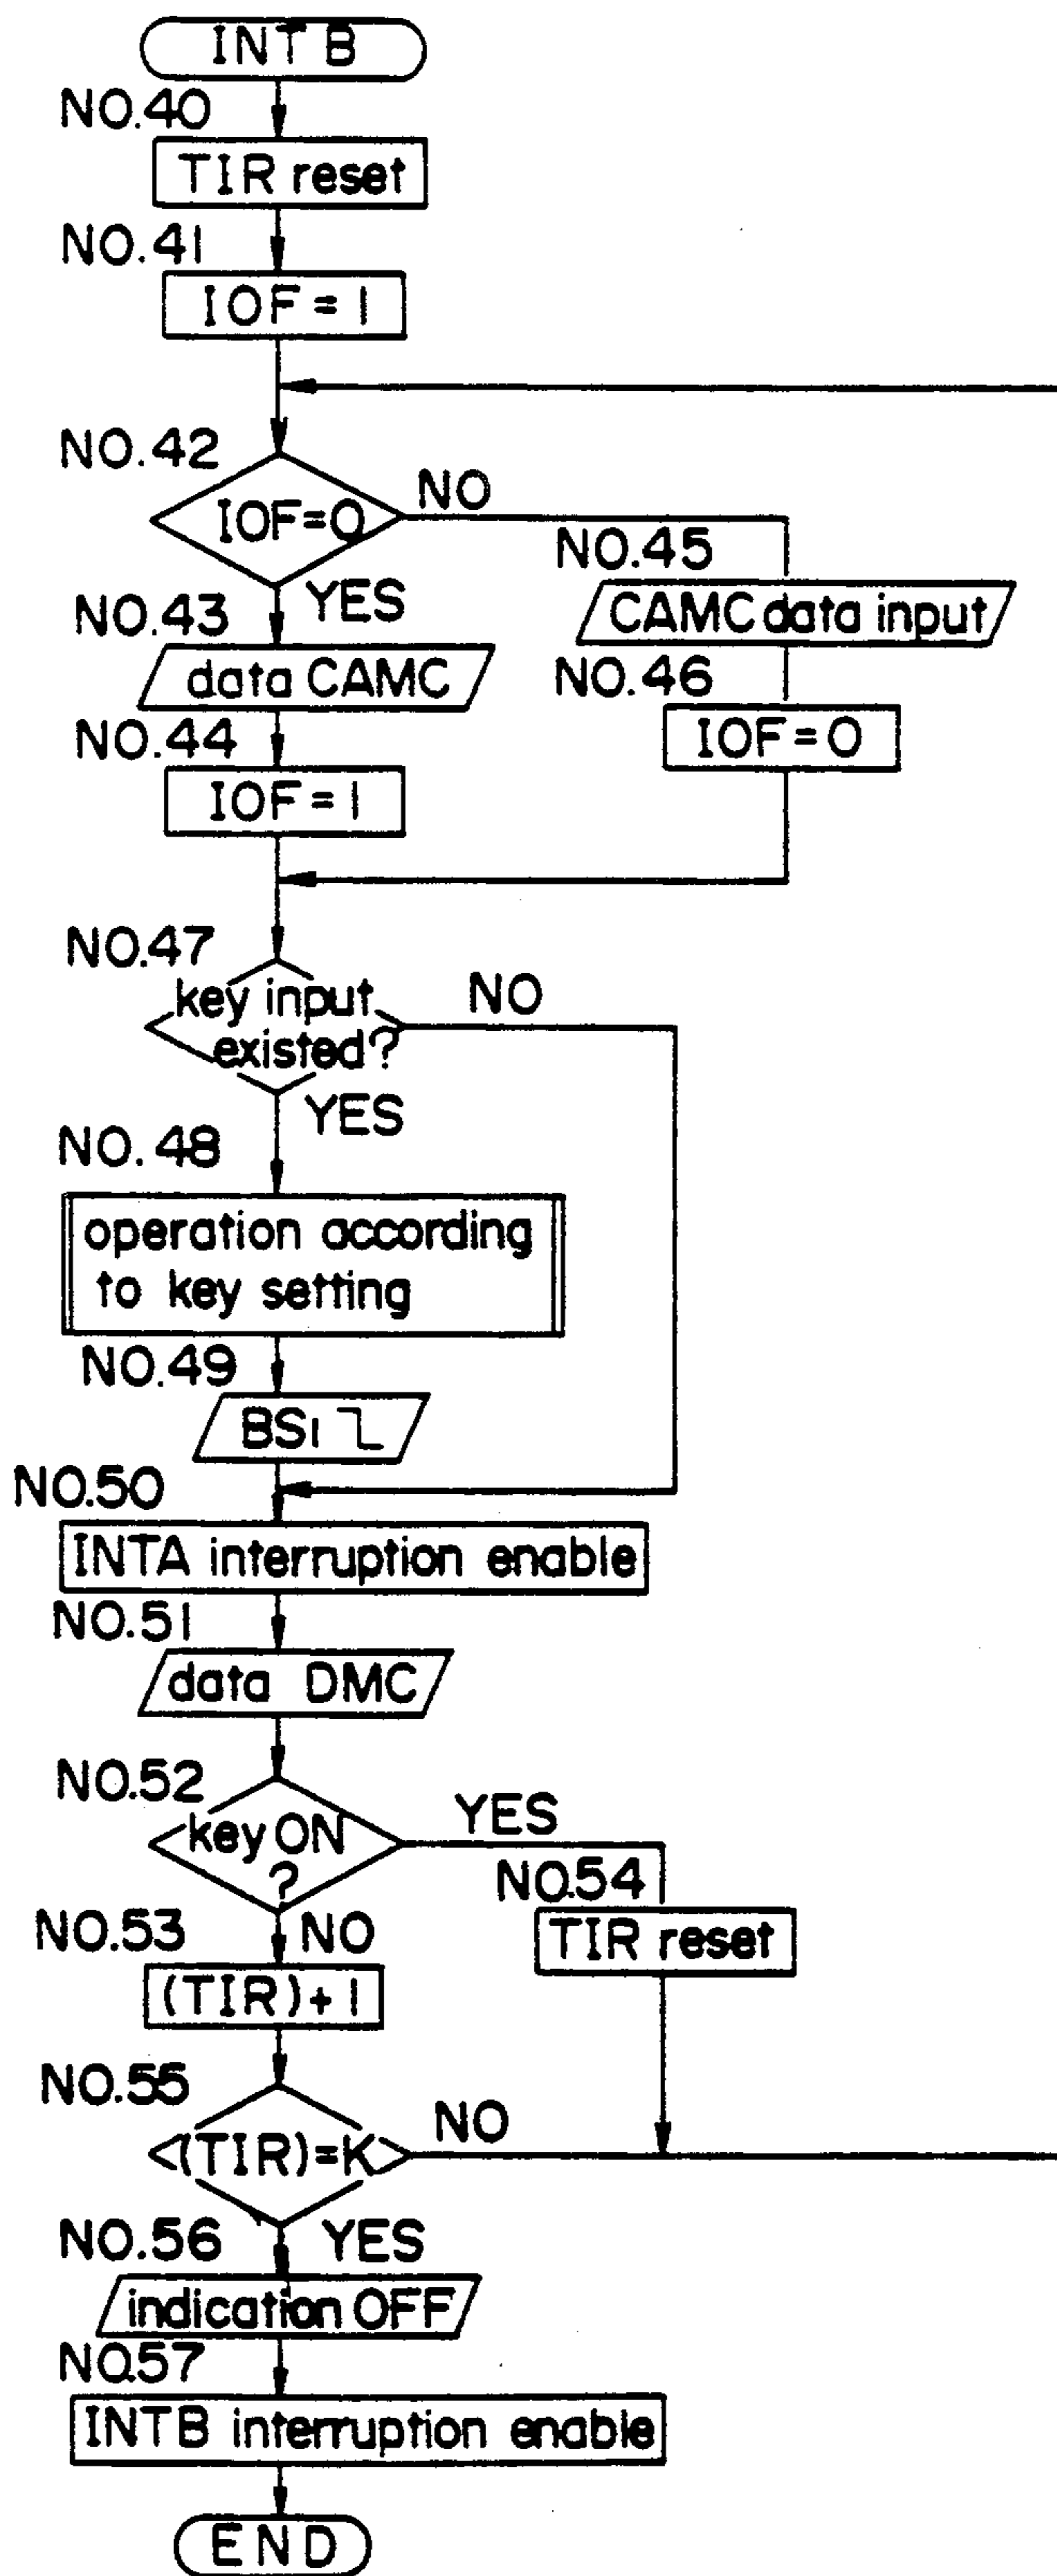 INT B
NO.40
TIR reset
NO.41
IOF = 1
NO.42
IOF=0
NO
NO.45
CAMC data input
YES
NO.43
data CAMC
NO.46
IOF = 0
NO.44
IOF = 1
NO.47
key input
existed?
NO
YES
NO.48
operation according
to key setting
NO.49
BS1
NO.50
INTA interruption enable
NO.51
data DMC
NO.52
key ON
?
YES
NO.54
TIR reset
NO.53
NO
(TIR)+1
NO.55
(TIR)=K
NO
NO.56
YES
indication OFF
NO.57
INTB interruption enable
END